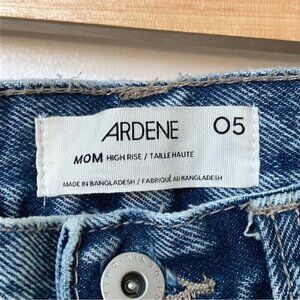 ARDENE 05
MOM HIGH RISE / TAILLE HAUTE
MADE IN BANGLADESH / FABRIQUÉ AU BANGLADESH